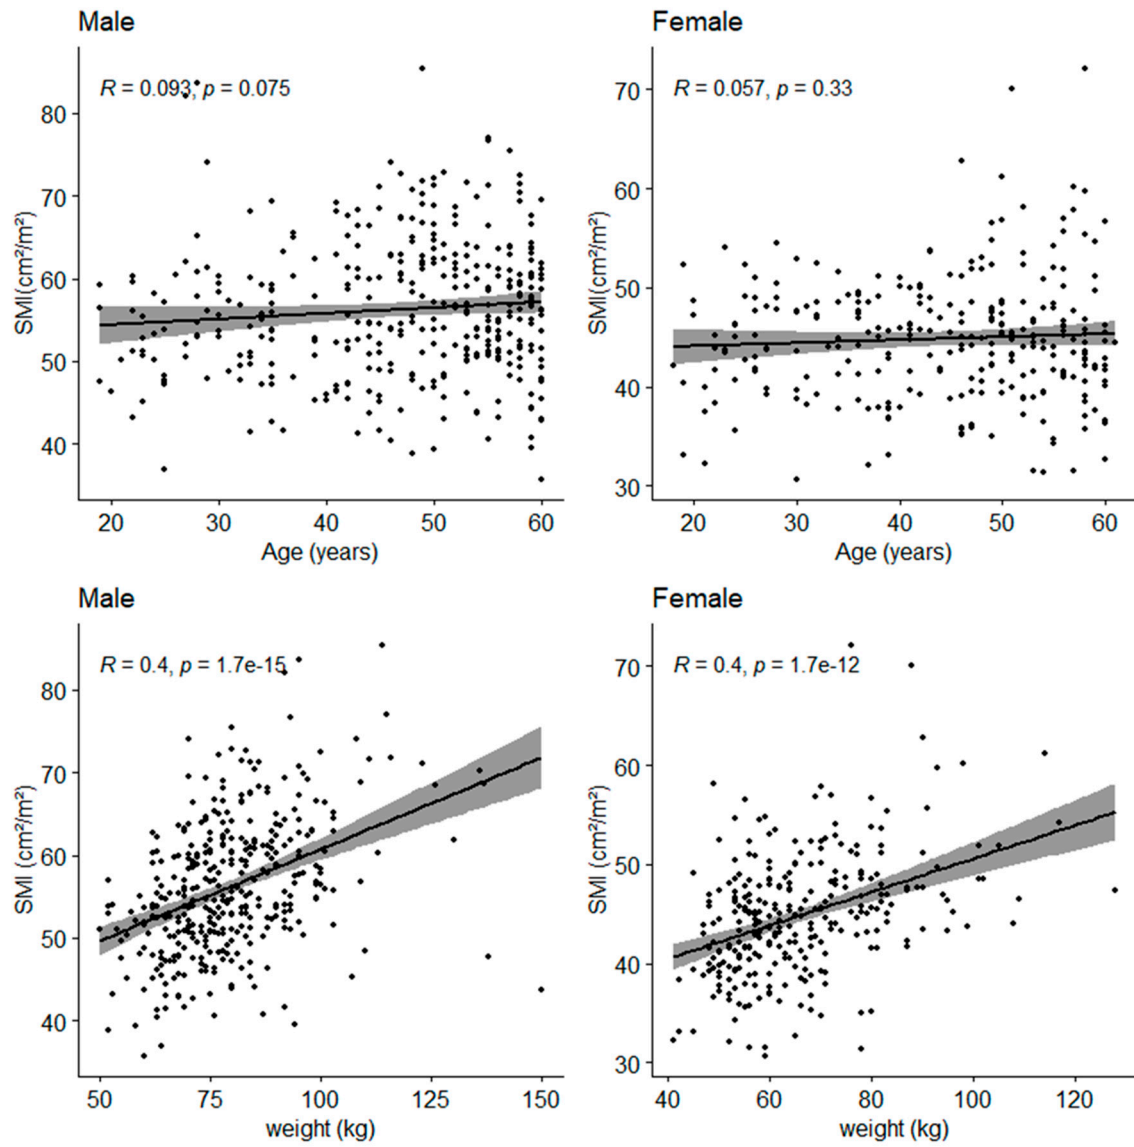 Male
R = 0.093, p = 0.075
80
70
60
50
40
SMI(cm²/m²)
20 30 40 50 60
Age (years)
Female
R = 0.057, p = 0.33
70
60
50
40
30
SMI(cm²/m²)
20 30 40 50 60
Age (years)
Male
R = 0.4, p = 1.7e-15
80
70
60
50
40
SMI (cm²/m²)
50 75 100 125 150
weight (kg)
Female
R = 0.4, p = 1.7e-12
70
60
50
40
30
SMI (cm²/m²)
40 60 80 100 120
weight (kg)